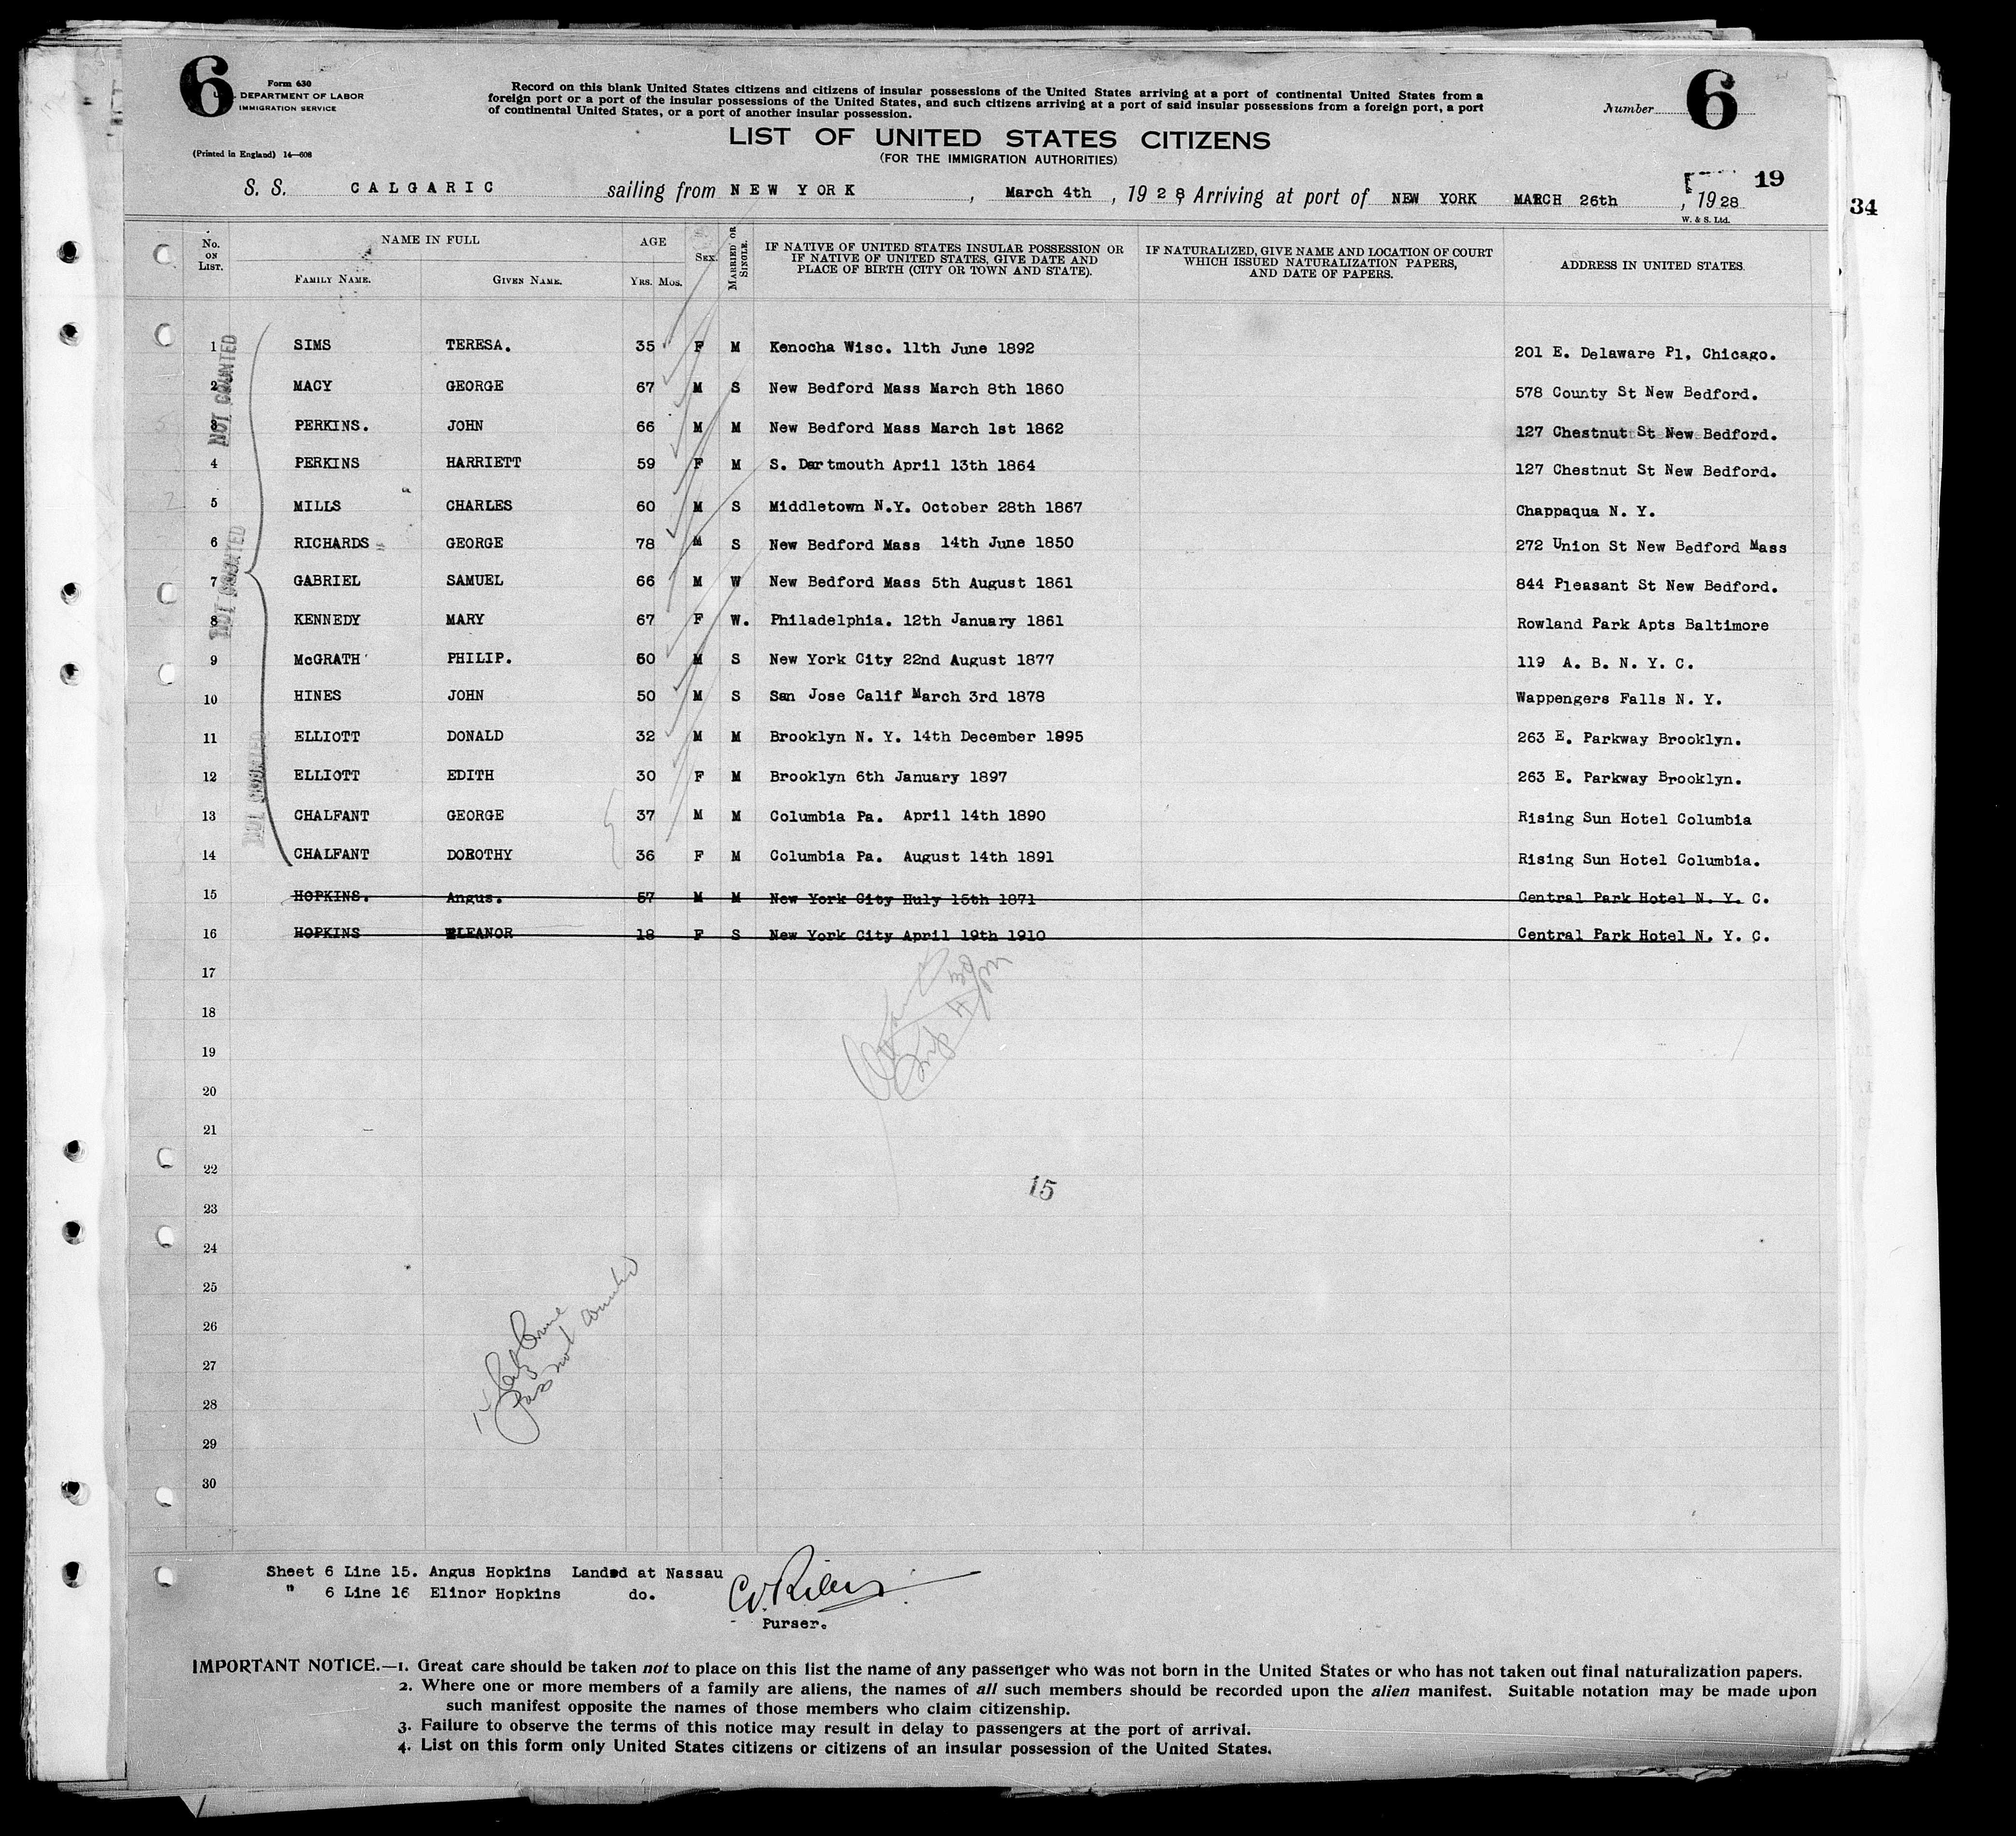 6
Form 630
U. S. DEPARTMENT OF LABOR
IMMIGRATION SERVICE
(Printed in England) 14—608
Record on this blank United States citizens and citizens of insular possessions of the United States arriving at a port of continental United States from a
foreign port or a port of the insular possessions of the United States, and such citizens arriving at a port of said insular possessions from a foreign port, a port
of continental United States, or a part of another insular possession.
Number 6
LIST OF UNITED STATES CITIZENS
(FOR THE IMMIGRATION AUTHORITIES)
19
34
S. S. CALGARIC sailing from NEW YORK, March 4th, 1928, Arriving at port of NEW YORK MARCH 26th, 1928
W. & S. Ltd.
No. ON LIST. NAME IN FULL AGE SEX. MARRIED OR SINGLE. IF NATIVE OF UNITED STATES INSULAR POSSESSION OR IF NATIVE OF UNITED STATES, GIVE DATE AND PLACE OF BIRTH (CITY OR TOWN AND STATE). IF NATURALIZED, GIVE NAME AND LOCATION OF COURT WHICH ISSUED NATURALIZATION PAPERS, AND DATE OF PAPERS. ADDRESS IN UNITED STATES.
FAMILY NAME. GIVEN NAME. YRS. MOS.
NOT COUNTED
1 SIMS TERESA. 35 F M Kenocha Wisc. 11th June 1892 201 E. Delaware Pl, Chicago.
2 MACY GEORGE 67 M S New Bedford Mass March 8th 1860 578 County St New Bedford.
3 PERKINS. JOHN 66 M M New Bedford Mass March 1st 1862 127 Chestnut St New Bedford.
4 PERKINS HARRIETT 59 F M S. Dartmouth April 13th 1864 127 Chestnut St New Bedford.
5 MILLS CHARLES 60 M S Middletown N.Y. October 28th 1867 Chappaqua N. Y.
NOT COUNTED
6 RICHARDS GEORGE 78 M S New Bedford Mass 14th June 1850 272 Union St New Bedford Mass
7 GABRIEL SAMUEL 66 M W New Bedford Mass 5th August 1861 844 Pleasant St New Bedford.
8 KENNEDY MARY 67 F W. Philadelphia. 12th January 1861 Rowland Park Apts Baltimore
9 McGRATH PHILIP. 60 M S New York City 22nd August 1877 119 A. B. N. Y. C.
10 HINES JOHN 50 M S San Jose Calif March 3rd 1878 Wappengers Falls N. Y.
NOT COUNTED
11 ELLIOTT DONALD 32 M M Brooklyn N. Y. 14th December 1895 263 E. Parkway Brooklyn.
12 ELLIOTT EDITH 30 F M Brooklyn 6th January 1897 263 E. Parkway Brooklyn.
13 CHALFANT GEORGE 37 M M Columbia Pa. April 14th 1890 Rising Sun Hotel Columbia
14 CHALFANT DOROTHY 36 F M Columbia Pa. August 14th 1891 Rising Sun Hotel Columbia.
15 HOPKINS. Angus. 57 M M New York City Huly 15th 1871 Central Park Hotel N. Y. C.
16 HOPKINS ELEANOR 18 F S New York City April 19th 1910 Central Park Hotel N. Y. C.
17
18
19
20
21
22
15
23
24
25
26
27
28
29
30
pass not counted
Sheet 6 Line 15. Angus Hopkins Landed at Nassau
" 6 Line 16 Elinor Hopkins do.
Purser.
IMPORTANT NOTICE.—1. Great care should be taken not to place on this list the name of any passenger who was not born in the United States or who has not taken out final naturalization papers.
2. Where one or more members of a family are aliens, the names of all such members should be recorded upon the alien manifest. Suitable notation may be made upon
such manifest opposite the names of those members who claim citizenship.
3. Failure to observe the terms of this notice may result in delay to passengers at the port of arrival.
4. List on this form only United States citizens or citizens of an insular possession of the United States.